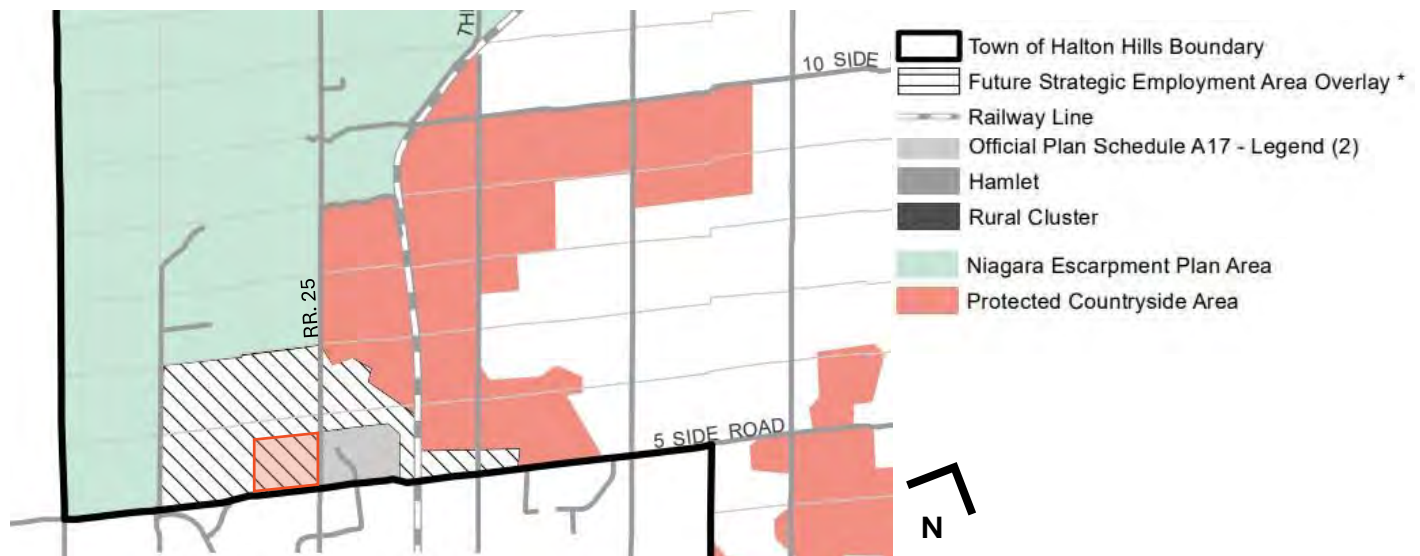 10 SIDE
RR. 25
5 SIDE ROAD
Town of Halton Hills Boundary
Future Strategic Employment Area Overlay *
Railway Line
Official Plan Schedule A17 - Legend (2)
Hamlet
Rural Cluster
Niagara Escarpment Plan Area
Protected Countryside Area
N